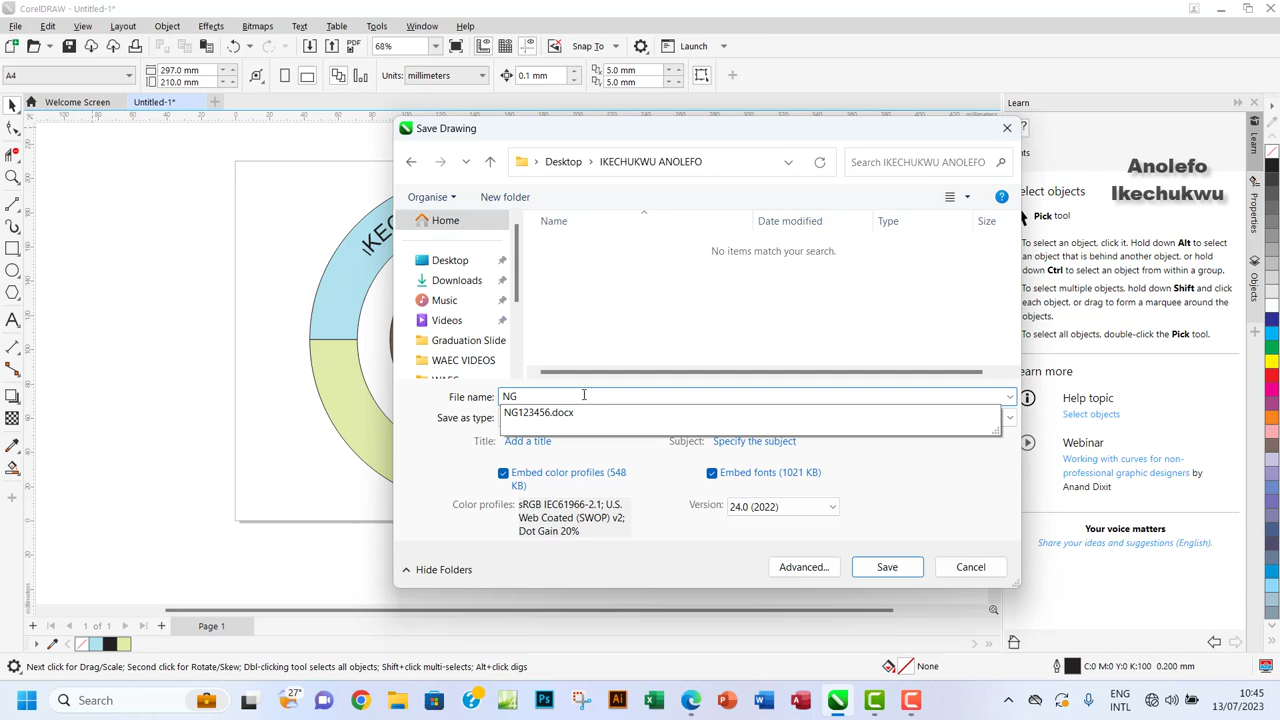 CorelDRAW - Untitled-1*
File Edit View Layout Object Effects Bitmaps Text Table Tools Window Help
PDF 68% Snap To Launch
A4 297.0 mm 210.0 mm Units: millimeters 0.1 mm 5.0 mm 5.0 mm
Welcome Screen Untitled-1*
Learn
Save Drawing
Desktop IKECHUKWU ANOLEFO Search IKECHUKWU ANOLEFO
Organise New folder
Home
Desktop
Downloads
Music
Videos
Graduation Slide
WAEC VIDEOS
Name Date modified Type Size
No items match your search.
File name: NG
NG123456.docx
Save as type:
Title: Add a title Subject: Specify the subject
Embed color profiles (548 KB)
Embed fonts (1021 KB)
Color profiles: sRGB IEC61966-2.1; U.S.
Web Coated (SWOP) v2;
Dot Gain 20%
Version: 24.0 (2022)
Hide Folders Advanced... Save Cancel
Anolefo
Ikechukwu
elect objects
Pick tool
To select an object, click it. Hold down Alt to select
an object that is behind another object, or hold
down Ctrl to select an object from within a group.
To select multiple objects, hold down Shift and click
each object, or drag to form a marquee around the
objects.
To select all objects, double-click the Pick tool.
earn more
Help topic
Select objects
Webinar
Working with curves for non-
professional graphic designers by
Anand Dixit
Your voice matters
Share your ideas and suggestions (English).
Learn
Properties
Objects
1 of 1 Page 1
Next click for Drag/Scale; Second click for Rotate/Skew; Dbl-clicking tool selects all objects; Shift+click multi-selects; Alt+click digs
None C:0 M:0 Y:0 K:100 0.200 mm
Search 27° ENG
INTL
10:45
13/07/2023